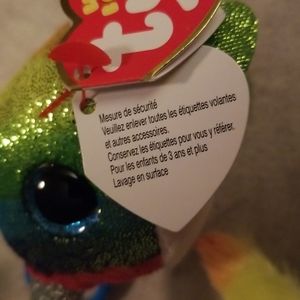 ty
Mesure de sécurité
Veuillez enlever toutes les étiquettes volantes
et autres accessoires.
Conservez les étiquettes pour vous y référer.
Pour les enfants de 3 ans et plus
Lavage en surface